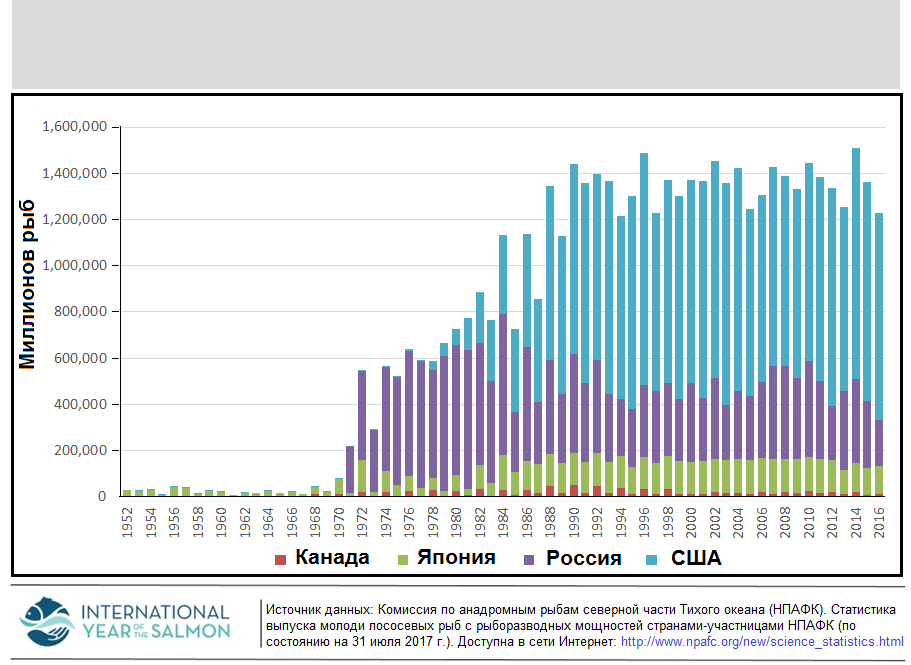 1,600,000
1,400,000
1,200,000
1,000,000
800,000
600,000
400,000
200,000
0
Миллионов рыб
1952 1954 1956 1958 1960 1962 1964 1966 1968 1970 1972 1974 1976 1978 1980 1982 1984 1986 1988 1990 1992 1994 1996 1998 2000 2002 2004 2006 2008 2010 2012 2014 2016
Канада Япония Россия США
INTERNATIONAL
YEAR OF THE SALMON
Источник данных: Комиссия по анадромным рыбам северной части Тихого океана (НПАФК). Статистика
выпуска молоди лососевых рыб с рыборазводных мощностей странами-участницами НПАФК (по
состоянию на 31 июля 2017 г.). Доступна в сети Интернет: http://www.npafc.org/new/science_statistics.html